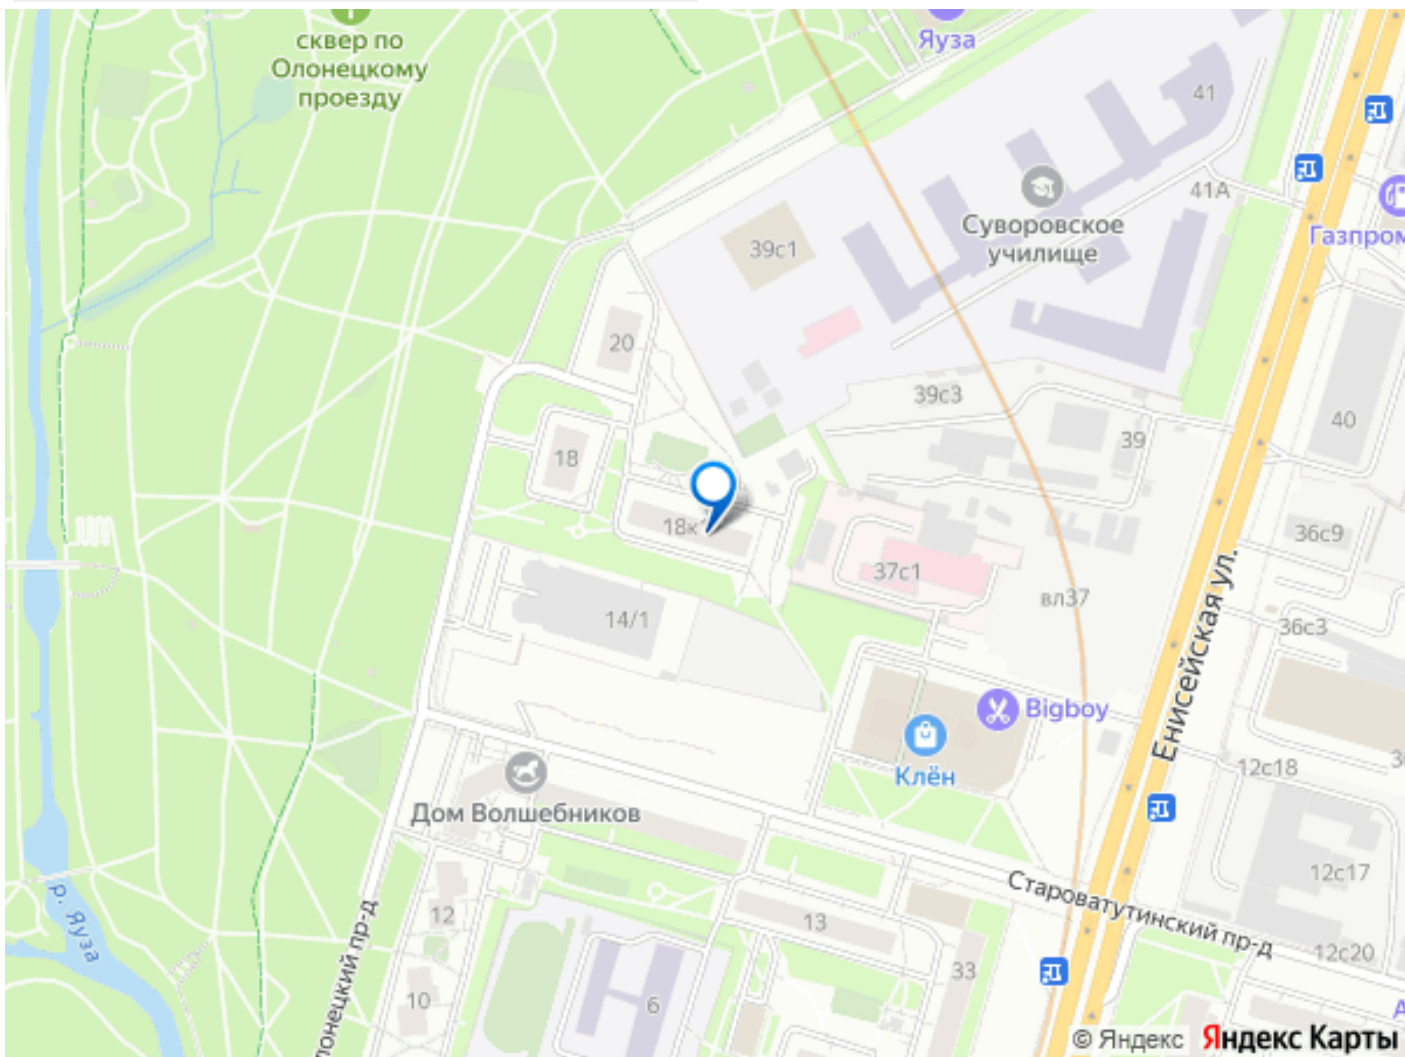 сквер по
Олонецкому
проезду
Яуза
41
41А
Суворовское
училище
Газпром
39с1
20
39с3
40
39
18
18к
36с9
37с1
вл37
14/1
36с3
Енисейская ул.
Bigboy
Клён
12с18
Дом Волшебников
12с17
Староватутинский пр-д
12
13
р. Яуза
лонецкий пр-д
12с20
33
10
6
© Яндекс
Яндекс Карты